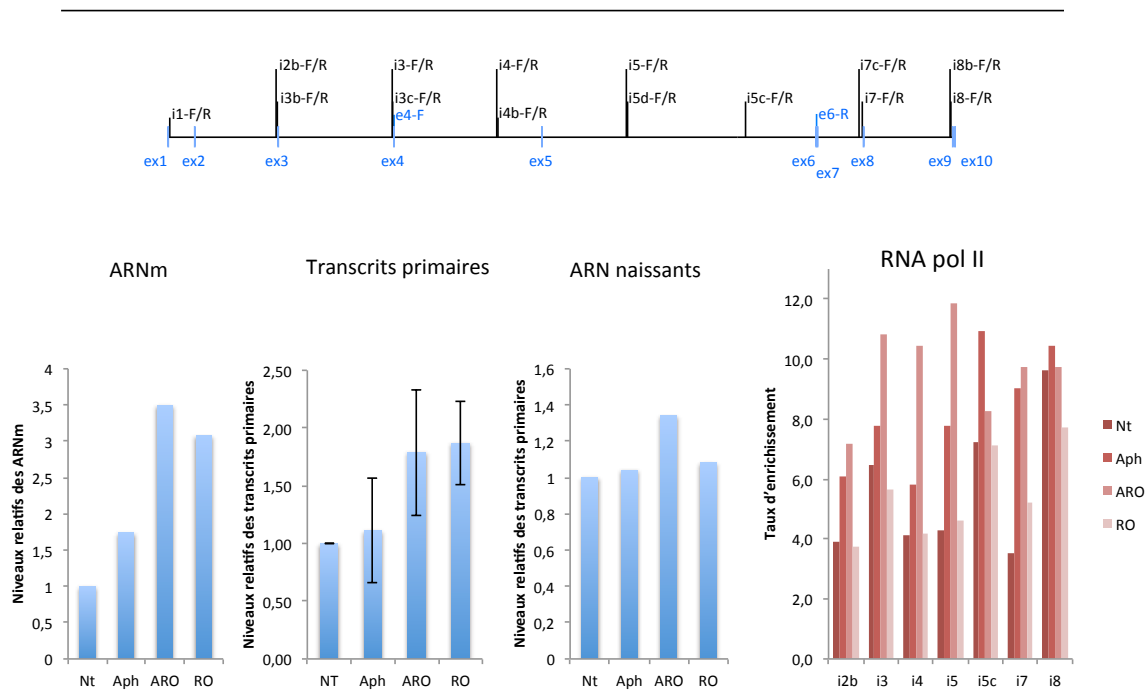 i2b-F/R
i3-F/R
i4-F/R
i5-F/R
i7c-F/R
i8b-F/R
i1-F/R
i3b-F/R
i3c-F/R
e4-F
i4b-F/R
i5d-F/R
i5c-F/R
e6-R
i7-F/R
i8-F/R
ex1
ex2
ex3
ex4
ex5
ex6
ex7
ex8
ex9
ex10
ARNm
Niveaux relatifs des ARNm
4
3,5
3
2,5
2
1,5
1
0,5
0
Nt Aph ARO RO
Transcrits primaires
Niveaux relatifs des transcrits primaires
2,50
2,00
1,50
1,00
0,50
0,00
NT Aph ARO RO
ARN naissants
Niveaux relatifs des transcrits primaires
1,6
1,4
1,2
1
0,8
0,6
0,4
0,2
0
Nt Aph ARO RO
RNA pol II
Taux d'enrichissement
12,0
10,0
8,0
6,0
4,0
2,0
0,0
i2b i3 i4 i5 i5c i7 i8
Nt
Aph
ARO
RO